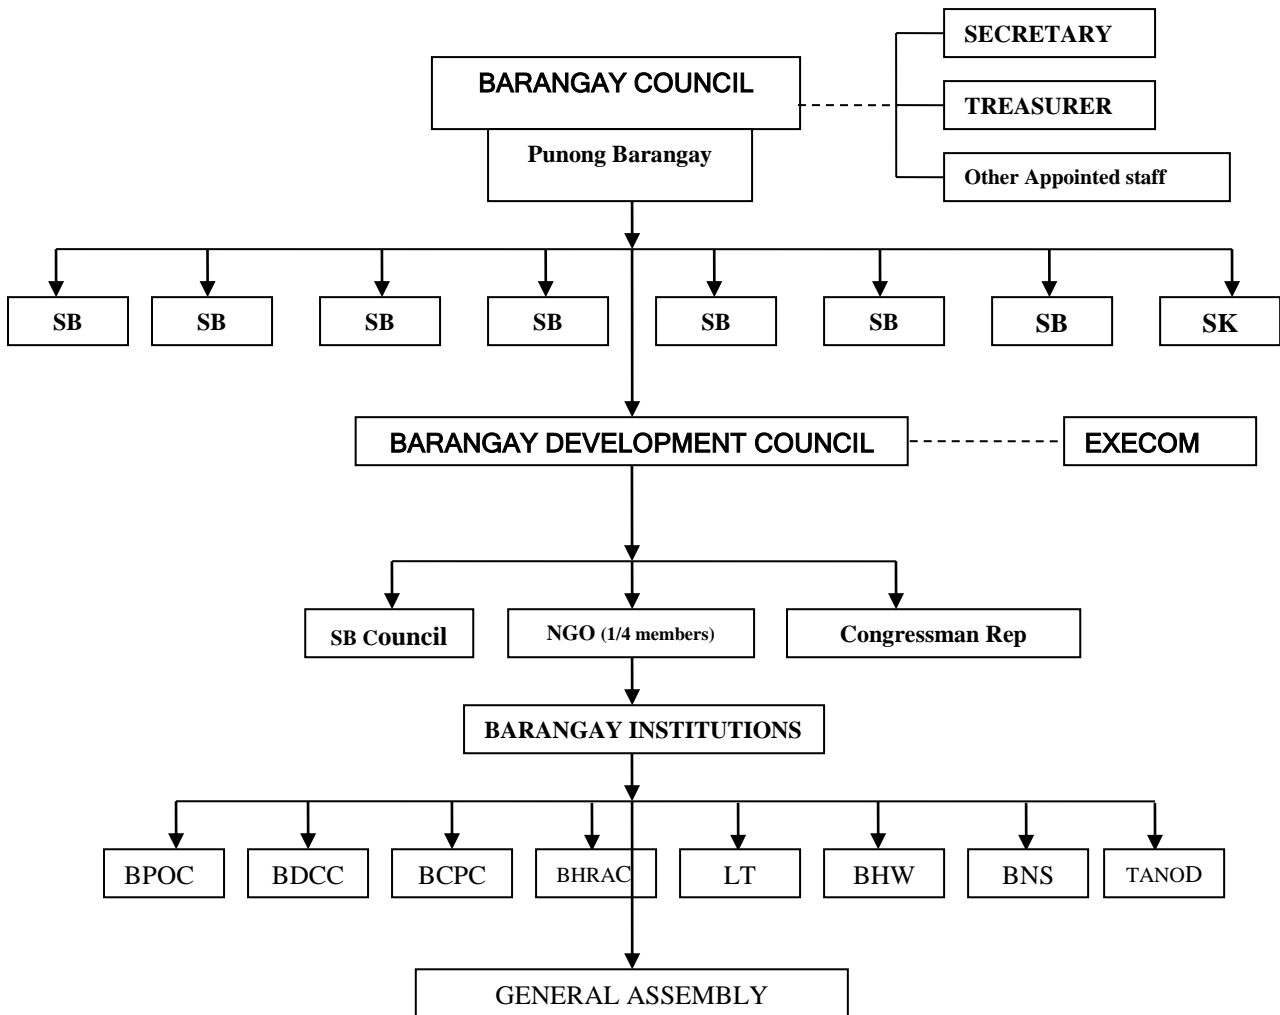 SECRETARY
BARANGAY COUNCIL
TREASURER
Punong Barangay
Other Appointed staff
SB
SB
SB
SB
SB
SB
SB
SK
BARANGAY DEVELOPMENT COUNCIL
EXECOM
SB Council
NGO (1/4 members)
Congressman Rep
BARANGAY INSTITUTIONS
BPOC
BDCC
BCPC
BHRAC
LT
BHW
BNS
TANOD
GENERAL ASSEMBLY